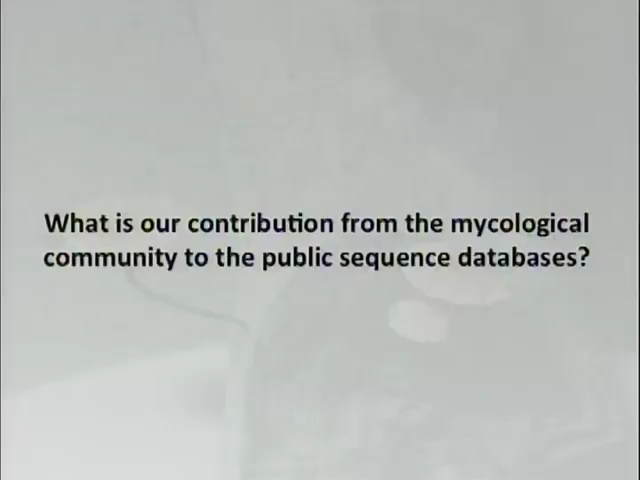 What is our contribution from the mycological
community to the public sequence databases?